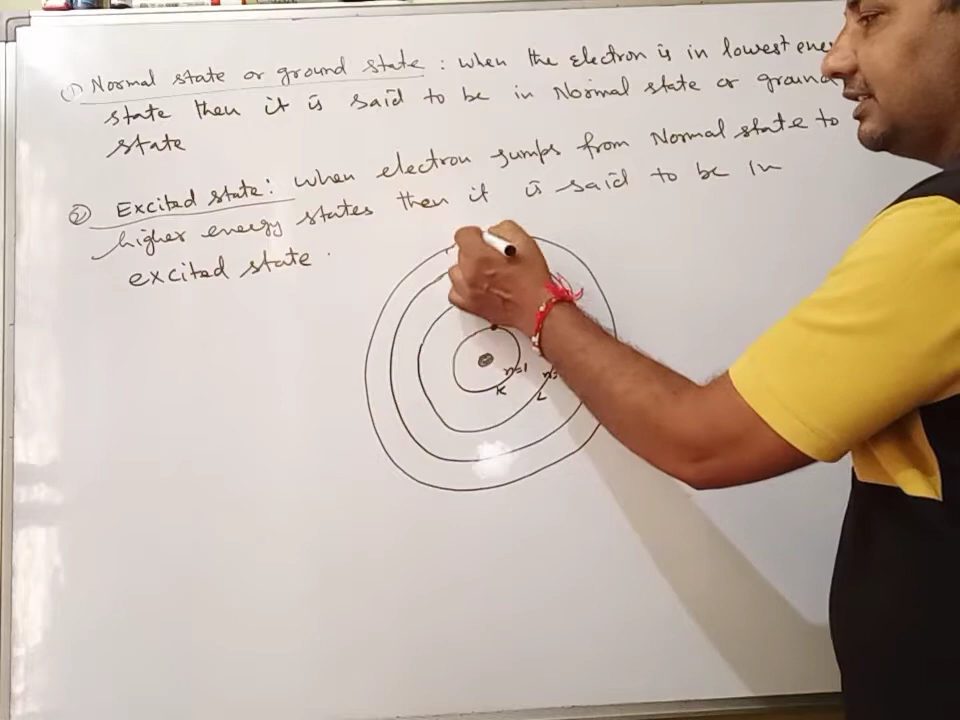 (1) Normal state or ground state : when the electron is in lowest ene
state then it is said to be in Normal state or ground
state
(2) Excited state : when electron jumps from Normal state to
higher energy states then it is said to be in
excited state .
n=1
n=
K
L